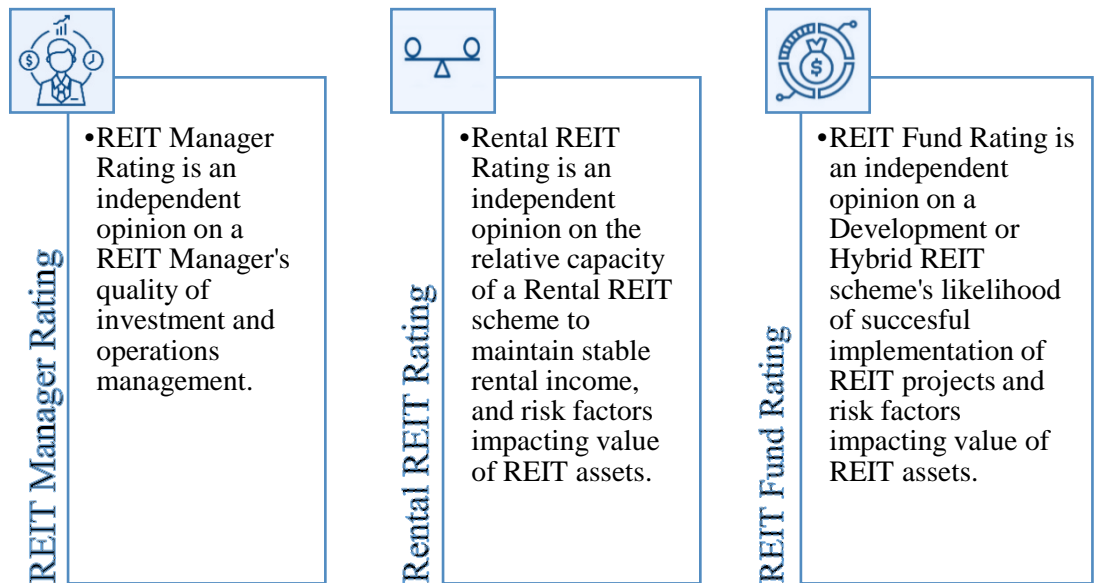 REIT Manager Rating
•REIT Manager
Rating is an
independent
opinion on a
REIT Manager's
quality of
investment and
operations
management.
Rental REIT Rating
•Rental REIT
Rating is an
independent
opinion on the
relative capacity
of a Rental REIT
scheme to
maintain stable
rental income,
and risk factors
impacting value
of REIT assets.
REIT Fund Rating
•REIT Fund Rating is
an independent
opinion on a
Development or
Hybrid REIT
scheme's likelihood
of succesful
implementation of
REIT projects and
risk factors
impacting value of
REIT assets.